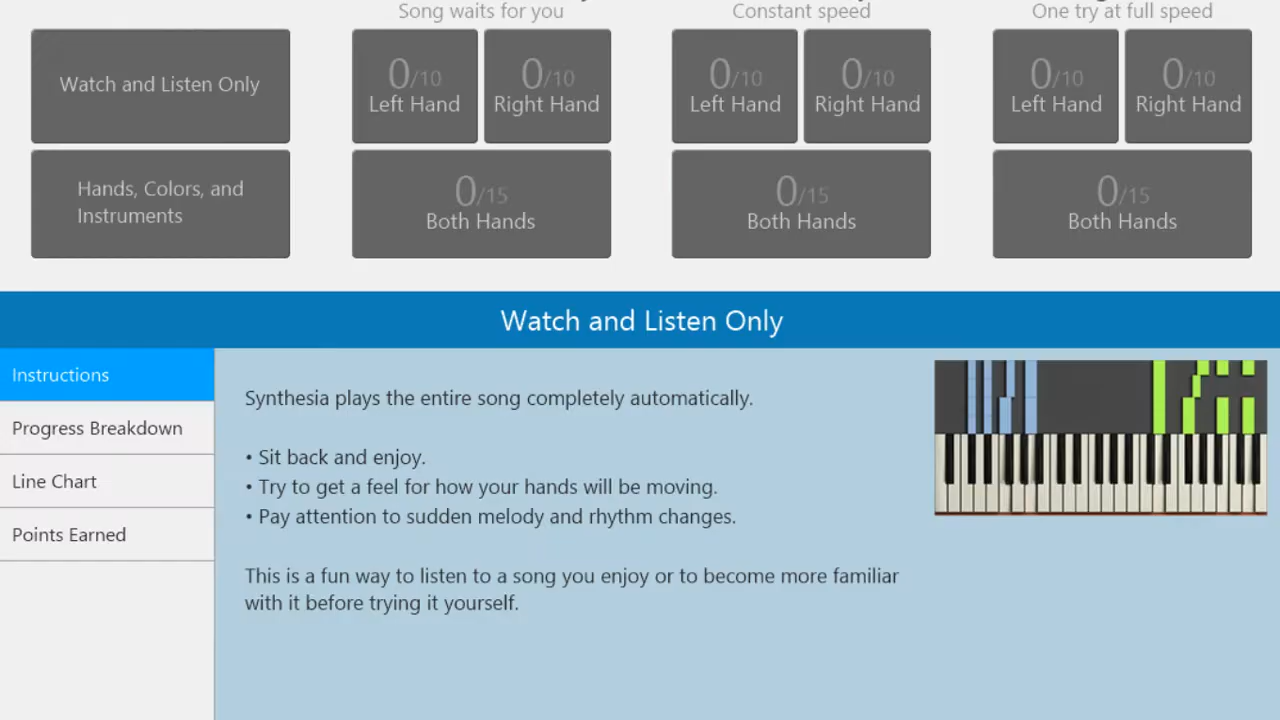 Song waits for you
Constant speed
One try at full speed
Watch and Listen Only
0/10
Left Hand
0/10
Right Hand
0/10
Left Hand
0/10
Right Hand
0/10
Left Hand
0/10
Right Hand
Hands, Colors, and
Instruments
0/15
Both Hands
0/15
Both Hands
0/15
Both Hands
Watch and Listen Only
Instructions
Progress Breakdown
Line Chart
Points Earned
Synthesia plays the entire song completely automatically.
• Sit back and enjoy.
• Try to get a feel for how your hands will be moving.
• Pay attention to sudden melody and rhythm changes.
This is a fun way to listen to a song you enjoy or to become more familiar
with it before trying it yourself.